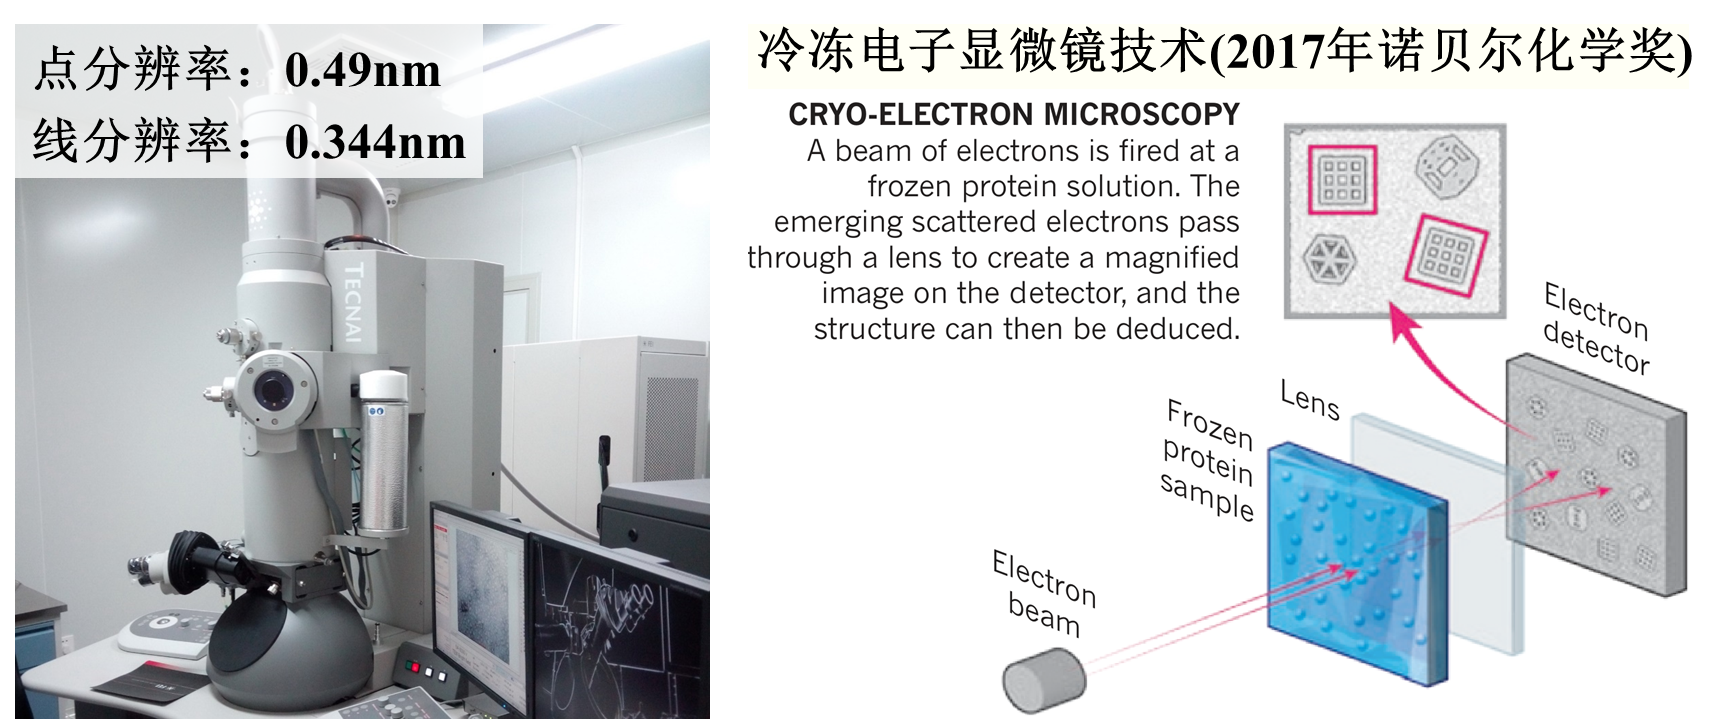 点分辨率：0.49nm
线分辨率：0.344nm
TECNAI
冷冻电子显微镜技术(2017年诺贝尔化学奖)
CRYO-ELECTRON MICROSCOPY
A beam of electrons is fired at a
frozen protein solution. The
emerging scattered electrons pass
through a lens to create a magnified
image on the detector, and the
structure can then be deduced.
Electron
detector
Lens
Frozen
protein
sample
Electron
beam